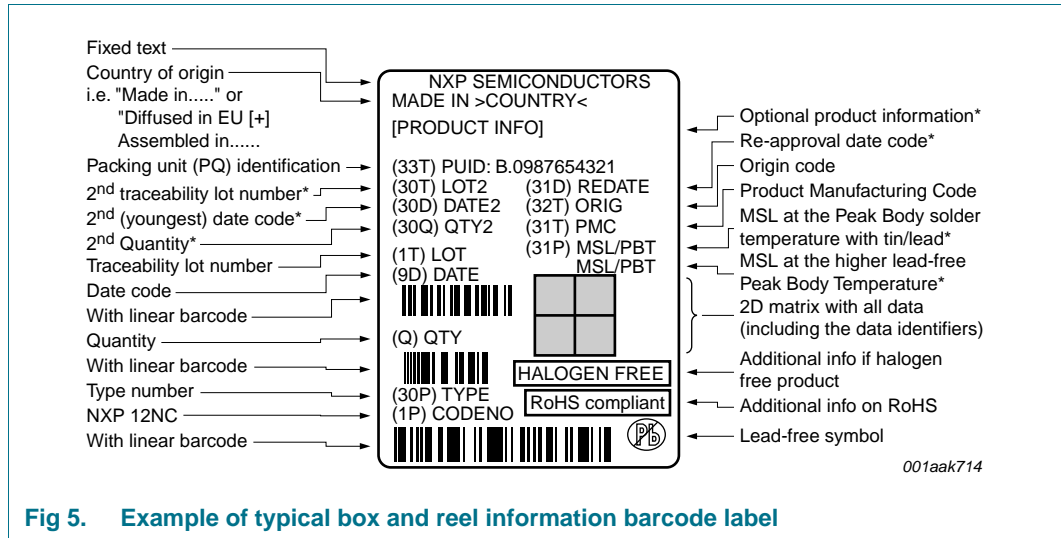 Fixed text
Country of origin
i.e. "Made in....." or
"Diffused in EU [+]
Assembled in......
Packing unit (PQ) identification
2nd traceability lot number*
2nd (youngest) date code*
2nd Quantity*
Traceability lot number
Date code
With linear barcode
Quantity
With linear barcode
Type number
NXP 12NC
With linear barcode
NXP SEMICONDUCTORS
MADE IN >COUNTRY<
[PRODUCT INFO]
(33T) PUID: B.0987654321
(30T) LOT2 (31D) REDATE
(30D) DATE2 (32T) ORIG
(30Q) QTY2 (31T) PMC
(31P) MSL/PBT
(1T) LOT
MSL/PBT
(9D) DATE
(Q) QTY
HALOGEN FREE
(30P) TYPE
RoHS compliant
(1P) CODENO
Pb
Optional product information*
Re-approval date code*
Origin code
Product Manufacturing Code
MSL at the Peak Body solder
temperature with tin/lead*
MSL at the higher lead-free
Peak Body Temperature*
2D matrix with all data
(including the data identifiers)
Additional info if halogen
free product
Additional info on RoHS
Lead-free symbol
001aak714
Fig 5. Example of typical box and reel information barcode label